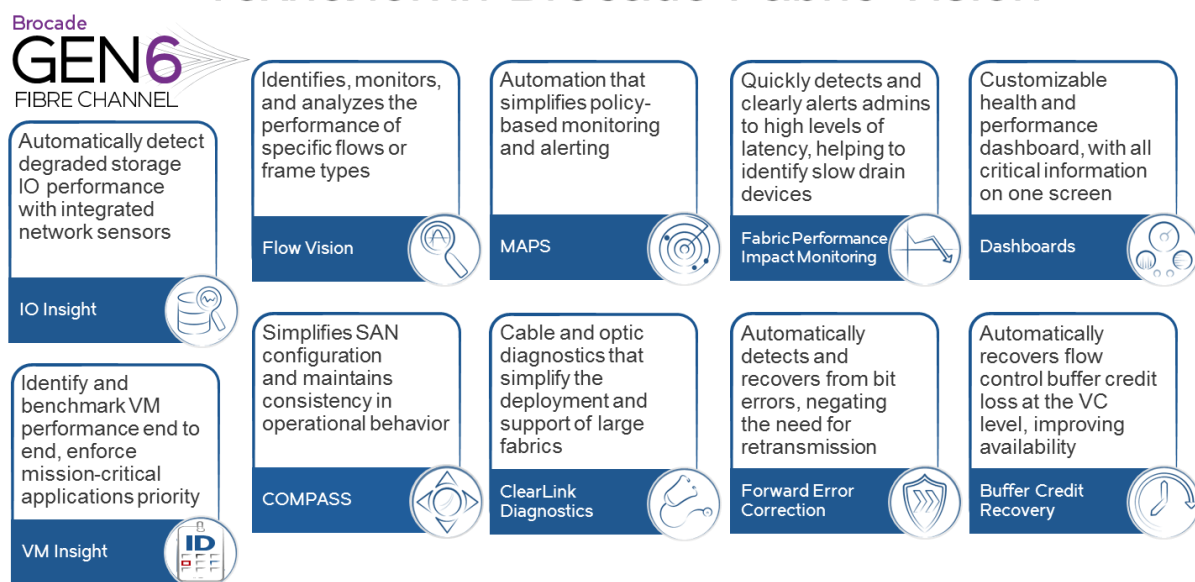 Brocade Fabric Vision
Brocade
GEN6
FIBRE CHANNEL
Automatically detect
degraded storage
IO performance
with integrated
network sensors
IO Insight
Identify and
benchmark VM
performance end to
end, enforce
mission-critical
applications priority
VM Insight
ID
Identifies, monitors,
and analyzes the
performance of
specific flows or
frame types
Flow Vision
Automation that
simplifies policy-
based monitoring
and alerting
MAPS
Quickly detects and
clearly alerts admins
to high levels of
latency, helping to
identify slow drain
devices
Fabric Performance
Impact Monitoring
Customizable
health and
performance
dashboard, with all
critical information
on one screen
Dashboards
Simplifies SAN
configuration
and maintains
consistency in
operational behavior
COMPASS
Cable and optic
diagnostics that
simplify the
deployment and
support of large
fabrics
ClearLink
Diagnostics
Automatically
detects and
recovers from bit
errors, negating
the need for
retransmission
Forward Error
Correction
Automatically
recovers flow
control buffer credit
loss at the VC
level, improving
availability
Buffer Credit
Recovery